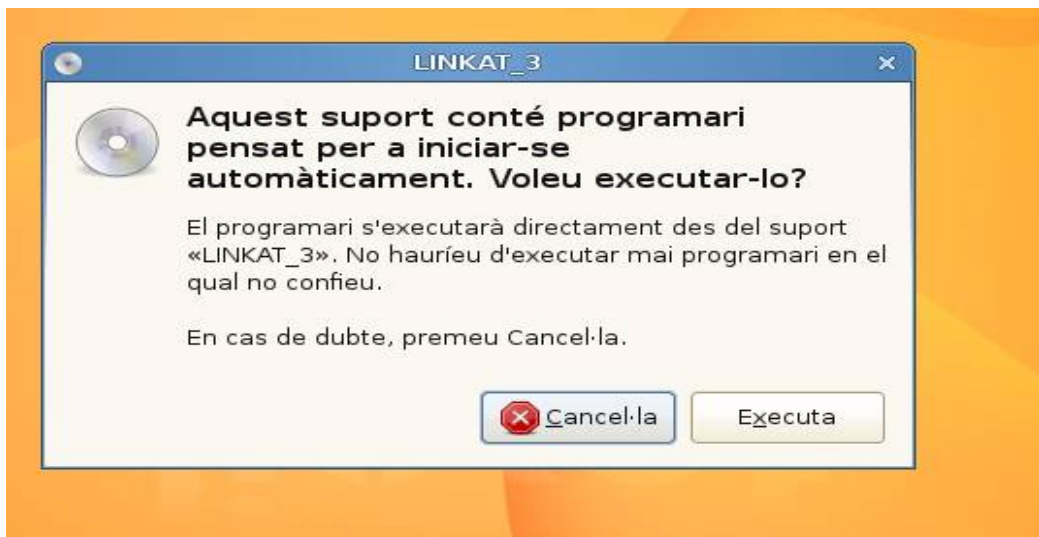 LINKAT_3
Aquest suport conté programari
pensat per a iniciar-se
automàticament. Voleu executar-lo?
El programari s'executarà directament des del suport
«LINKAT_3». No hauríeu d'executar mai programari en el
qual no confieu.
En cas de dubte, premeu Cancel·la.
Cancel·la
Executa